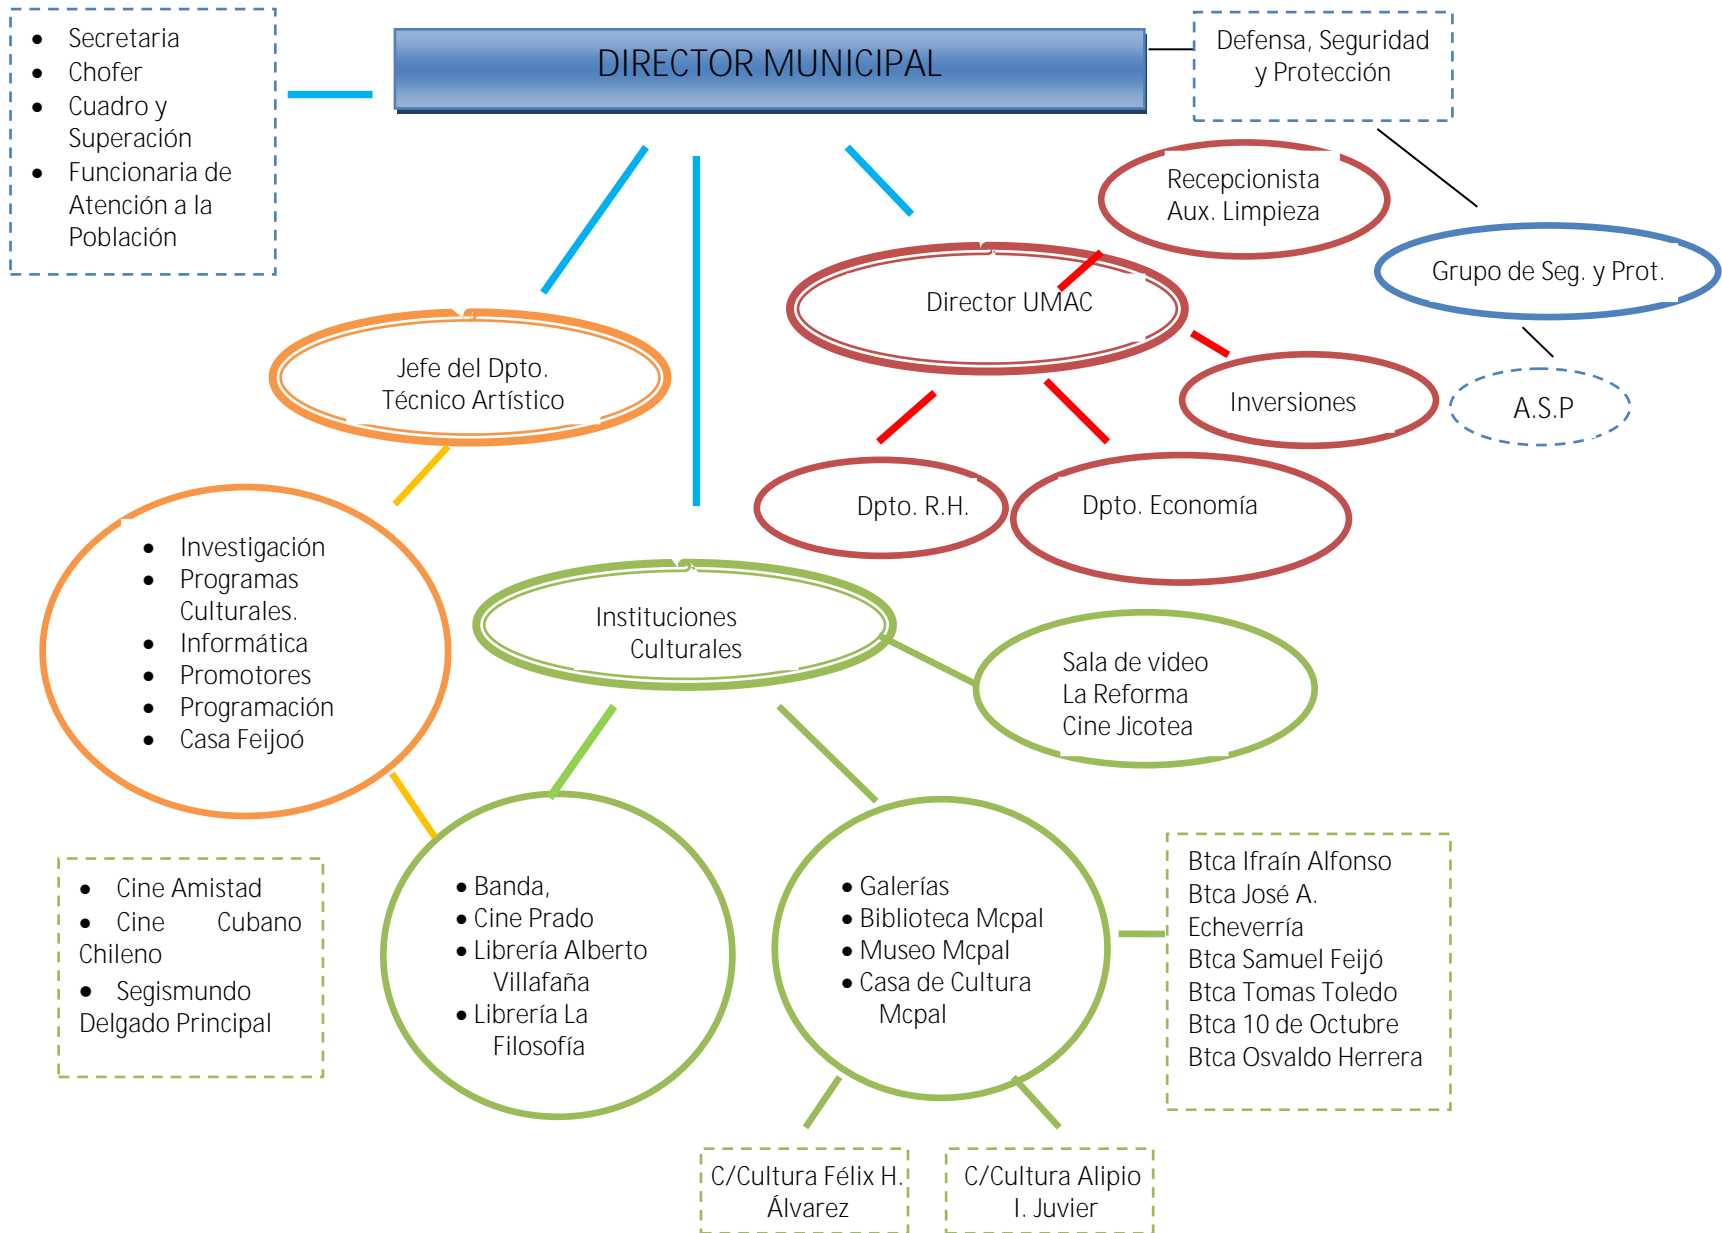 • Secretaria
• Chofer
• Cuadro y
Superación
• Funcionaria de
Atención a la
Población
DIRECTOR MUNICIPAL
Defensa, Seguridad
y Protección
Recepcionista
Aux. Limpieza
Grupo de Seg. y Prot.
A.S.P
Director UMAC
Inversiones
Dpto. R.H.
Dpto. Economía
Jefe del Dpto.
Técnico Artístico
• Investigación
• Programas
Culturales.
• Informática
• Promotores
• Programación
• Casa Feijoó
Instituciones
Culturales
Sala de video
La Reforma
Cine Jicotea
• Cine Amistad
• Cine Cubano
Chileno
• Segismundo
Delgado Principal
• Banda,
• Cine Prado
• Librería Alberto
Villafaña
• Librería La
Filosofía
• Galerías
• Biblioteca Mcpal
• Museo Mcpal
• Casa de Cultura
Mcpal
Btca Ifraín Alfonso
Btca José A.
Echeverría
Btca Samuel Feijó
Btca Tomas Toledo
Btca 10 de Octubre
Btca Osvaldo Herrera
C/Cultura Félix H.
Álvarez
C/Cultura Alipio
I. Juvier